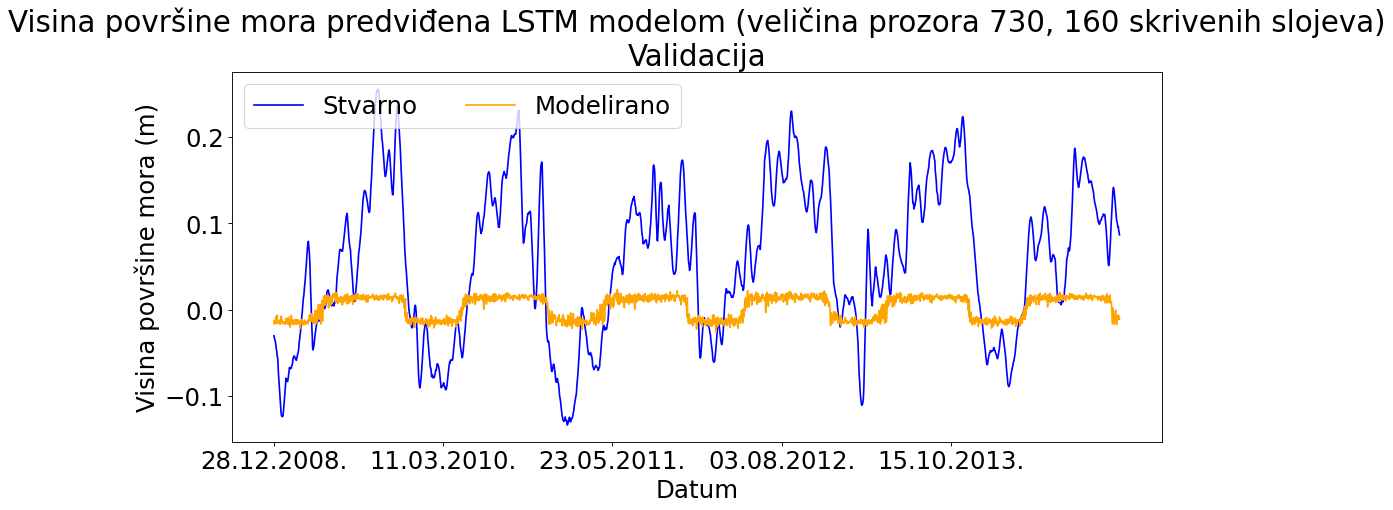 Visina površine mora predviđena LSTM modelom (veličina prozora 730, 160 skrivenih slojeva)
Validacija
Stvarno Modelirano
Visina površine mora (m)
0.2
0.1
0.0
−0.1
28.12.2008. 11.03.2010. 23.05.2011. 03.08.2012. 15.10.2013.
Datum